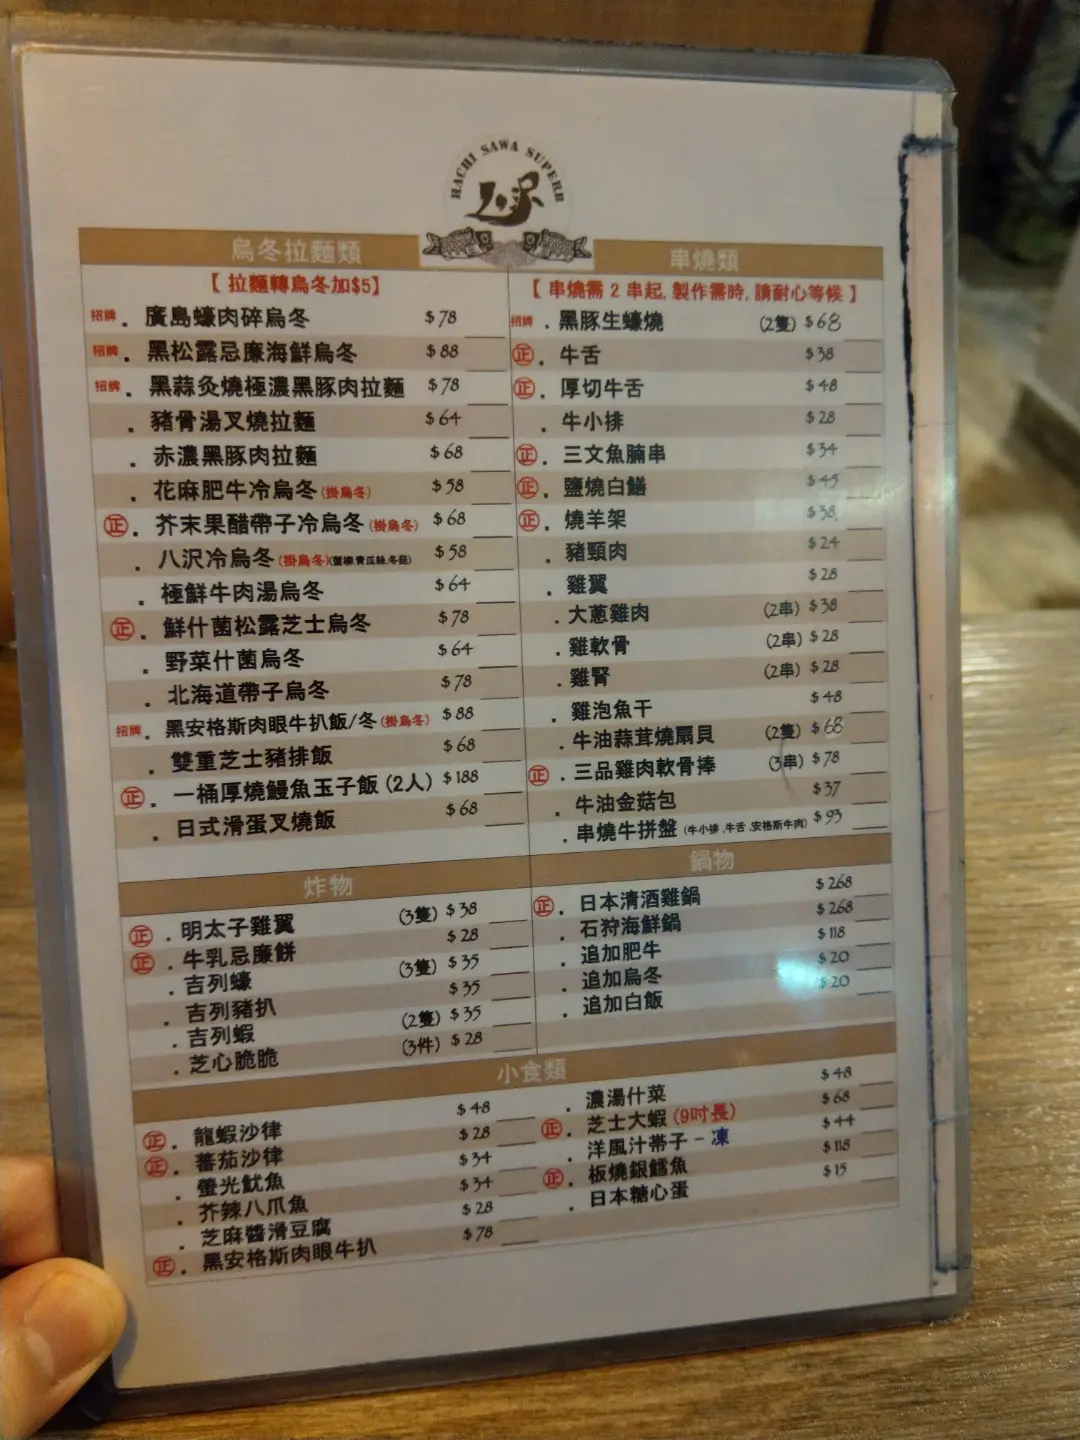 HACHI SAWA SUPERB
八沢
烏冬拉麵類
【拉麵轉烏冬加$5】
招牌 . 廣島蠔肉碎烏冬 $78
招牌 . 黑松露忌廉海鮮烏冬 $88
招牌 . 黑蒜灸燒極濃黑豚肉拉麵 $78
. 豬骨湯叉燒拉麵 $64
. 赤濃黑豚肉拉麵 $68
. 花麻肥牛冷烏冬(掛烏冬) $58
正 . 芥末果醋帶子冷烏冬(掛烏冬) $68
. 八沢冷烏冬(掛烏冬)(蟹柳,青瓜絲,冬菇) $58
. 極鮮牛肉湯烏冬 $64
正 . 鮮什菌松露芝士烏冬 $78
. 野菜什菌烏冬 $64
. 北海道帶子烏冬 $78
招牌 . 黑安格斯肉眼牛扒飯/冬(掛烏冬) $88
. 雙重芝士豬排飯 $68
正 . 一桶厚燒鰻魚玉子飯 (2人) $188
. 日式滑蛋叉燒飯 $68
串燒類
【串燒需 2 串起, 製作需時, 請耐心等候】
招牌 . 黑豚生蠔燒 (2隻) $68
正 . 牛舌 $38
正 . 厚切牛舌 $48
. 牛小排 $28
正 . 三文魚腩串 $34
正 . 鹽燒白鱔 $45
正 . 燒羊架 $38
. 豬頸肉 $24
. 雞翼 $28
. 大蔥雞肉 (2串) $38
. 雞軟骨 (2串) $28
. 雞腎 (2串) $28
. 雞泡魚干 $48
. 牛油蒜茸燒扇貝 (2隻) $68
正 . 三品雞肉軟骨捧 (3串) $78
. 牛油金菇包 $37
. 串燒牛拼盤 (牛小排 ,牛舌 ,安格斯牛肉) $93
炸物
正 . 明太子雞翼 (3隻) $38
正 . 牛乳忌廉餅 $28
. 吉列蠔 (3隻) $35
. 吉列豬扒 $35
. 吉列蝦 (2隻) $35
. 芝心脆脆 (3件) $28
鍋物
正 . 日本清酒雞鍋 $268
. 石狩海鮮鍋 $268
. 追加肥牛 $118
. 追加烏冬 $20
. 追加白飯 $20
小食類
正 . 龍蝦沙律 $48
正 . 蕃茄沙律 $28
. 螢光魷魚 $34
. 芥辣八爪魚 $34
. 芝麻醬滑豆腐 $28
正 . 黑安格斯肉眼牛扒 $78
. 濃湯什菜 $48
正 . 芝士大蝦 (9吋長) $68
. 洋風汁帶子 - 凍 $44
正 . 板燒銀鱈魚 $118
. 日本糖心蛋 $15